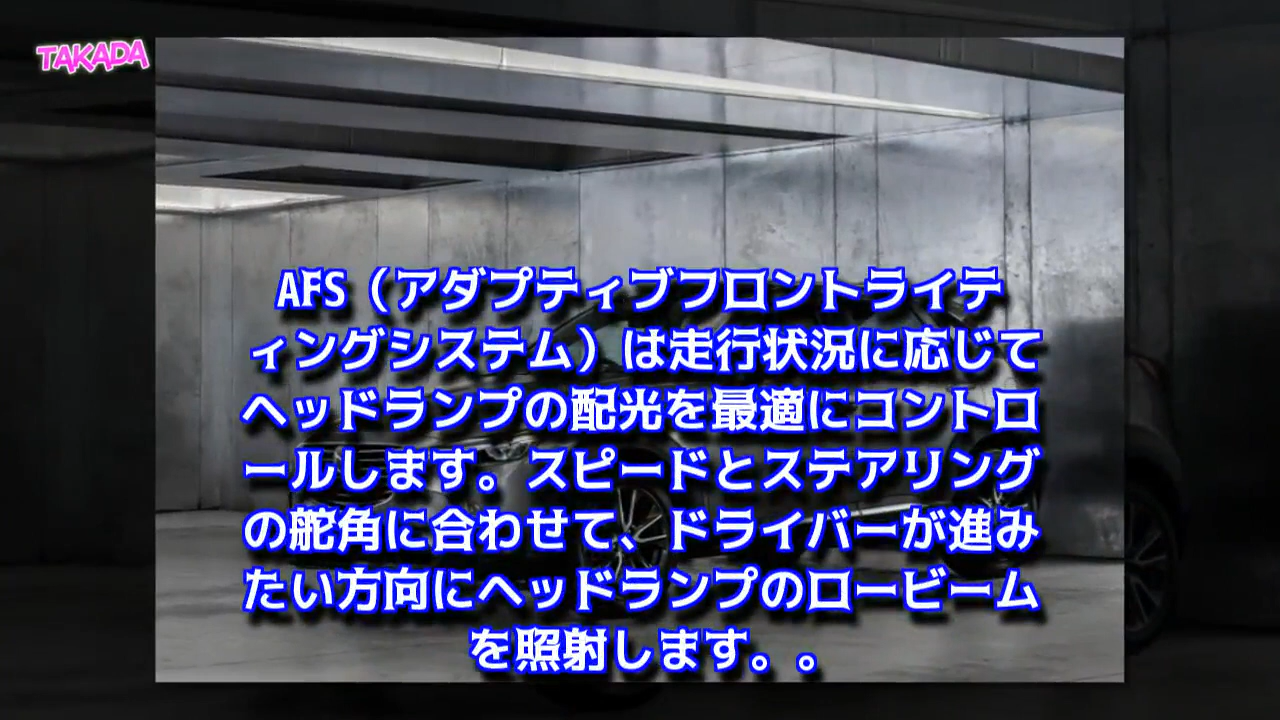 TAKADA
AFS（アダプティブフロントライテ
ィングシステム）は走行状況に応じて
ヘッドランプの配光を最適にコントロ
ールします。スピードとステアリング
の舵角に合わせて、ドライバーが進み
たい方向にヘッドランプのロービーム
を照射します。。